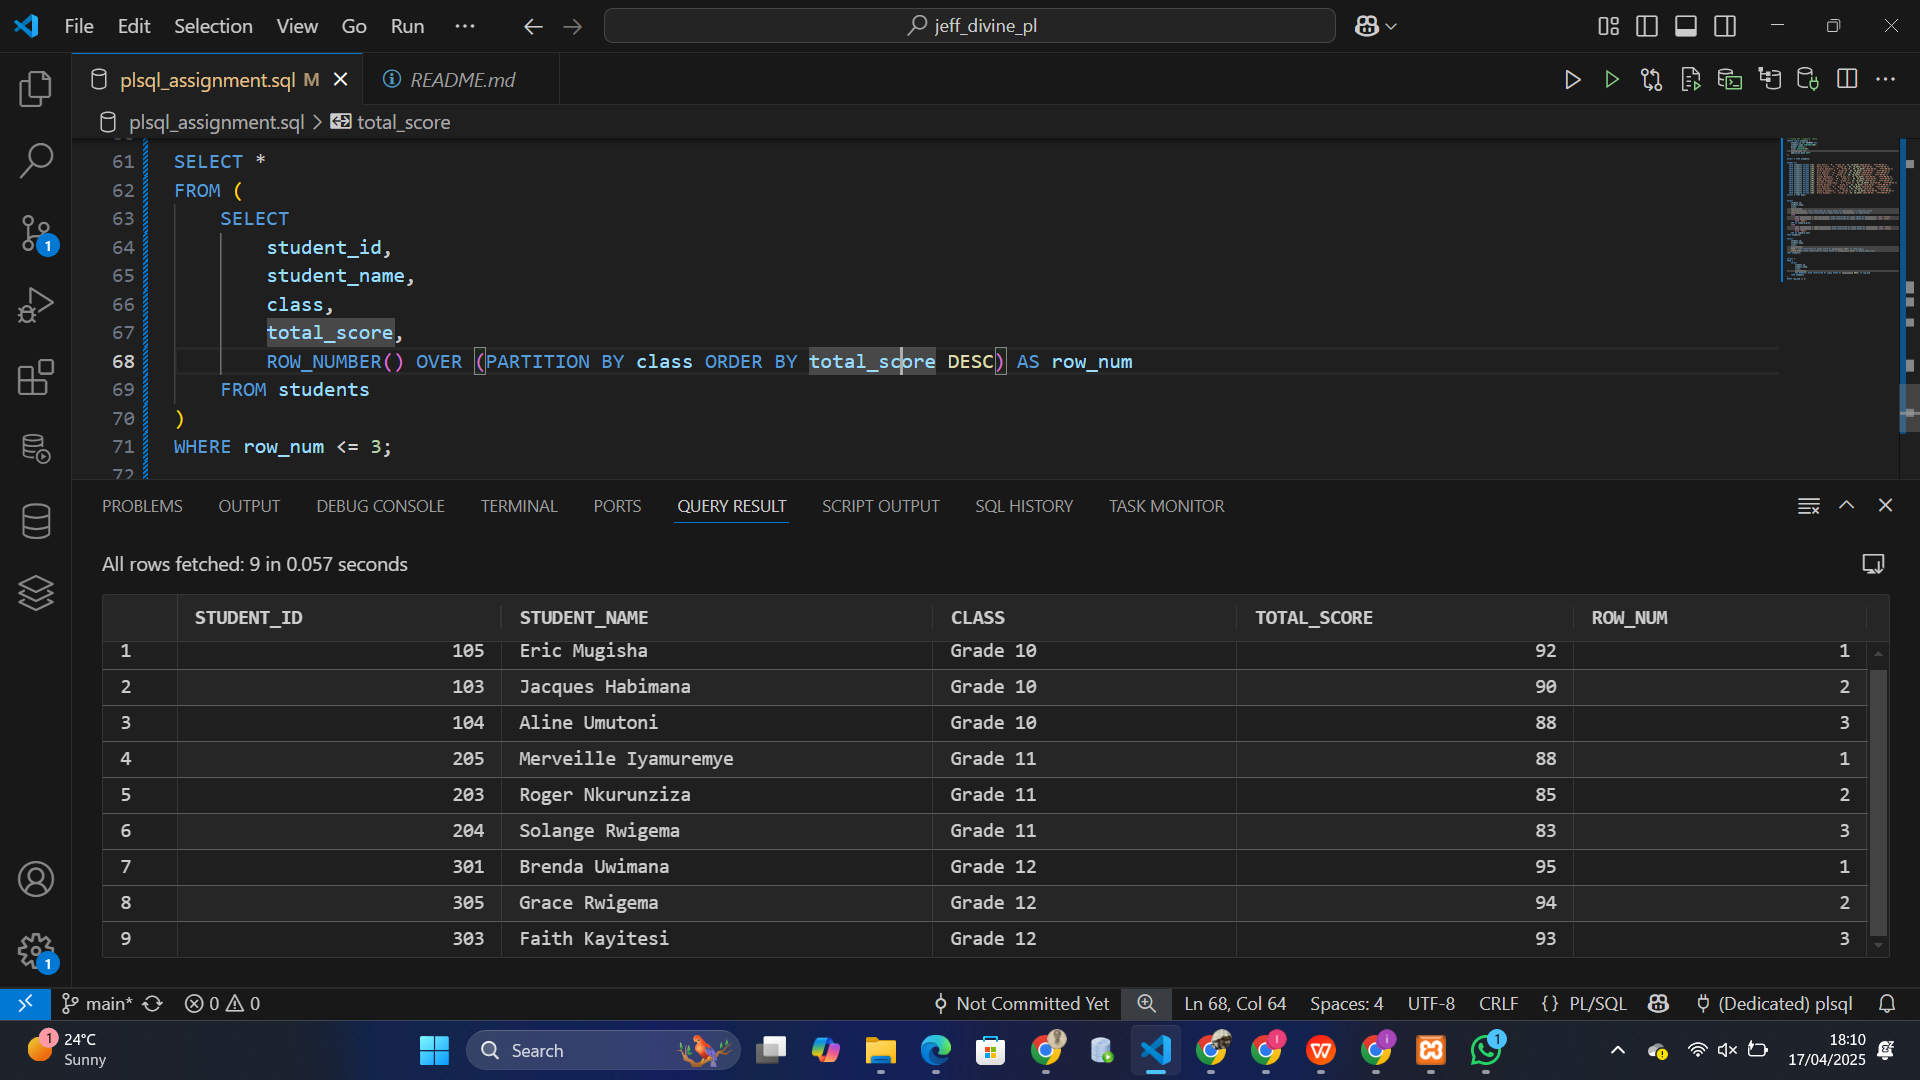 File Edit Selection View Go Run ··· jeff_divine_pl
plsql_assignment.sql M README.md
plsql_assignment.sql > total_score
61 SELECT *
62 FROM (
63 SELECT
64 student_id,
65 student_name,
66 class,
67 total_score,
68 ROW_NUMBER() OVER (PARTITION BY class ORDER BY total_score DESC) AS row_num
69 FROM students
70 )
71 WHERE row_num <= 3;
72
PROBLEMS OUTPUT DEBUG CONSOLE TERMINAL PORTS QUERY RESULT SCRIPT OUTPUT SQL HISTORY TASK MONITOR
All rows fetched: 9 in 0.057 seconds
STUDENT_ID STUDENT_NAME CLASS TOTAL_SCORE ROW_NUM
1 105 Eric Mugisha Grade 10 92 1
2 103 Jacques Habimana Grade 10 90 2
3 104 Aline Umutoni Grade 10 88 3
4 205 Merveille Iyamuremye Grade 11 88 1
5 203 Roger Nkurunziza Grade 11 85 2
6 204 Solange Rwigema Grade 11 83 3
7 301 Brenda Uwimana Grade 12 95 1
8 305 Grace Rwigema Grade 12 94 2
9 303 Faith Kayitesi Grade 12 93 3
1
1
main* 0 0 Not Committed Yet Ln 68, Col 64 Spaces: 4 UTF-8 CRLF {} PL/SQL (Dedicated) plsql
1 24°C
Sunny
Search
1
18:10
17/04/2025